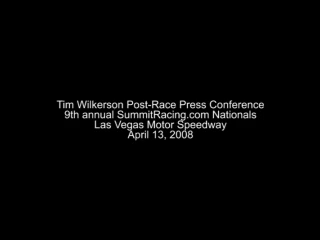 Tim Wilkerson Post-Race Press Conference
9th annual SummitRacing.com Nationals
Las Vegas Motor Speedway
April 13, 2008